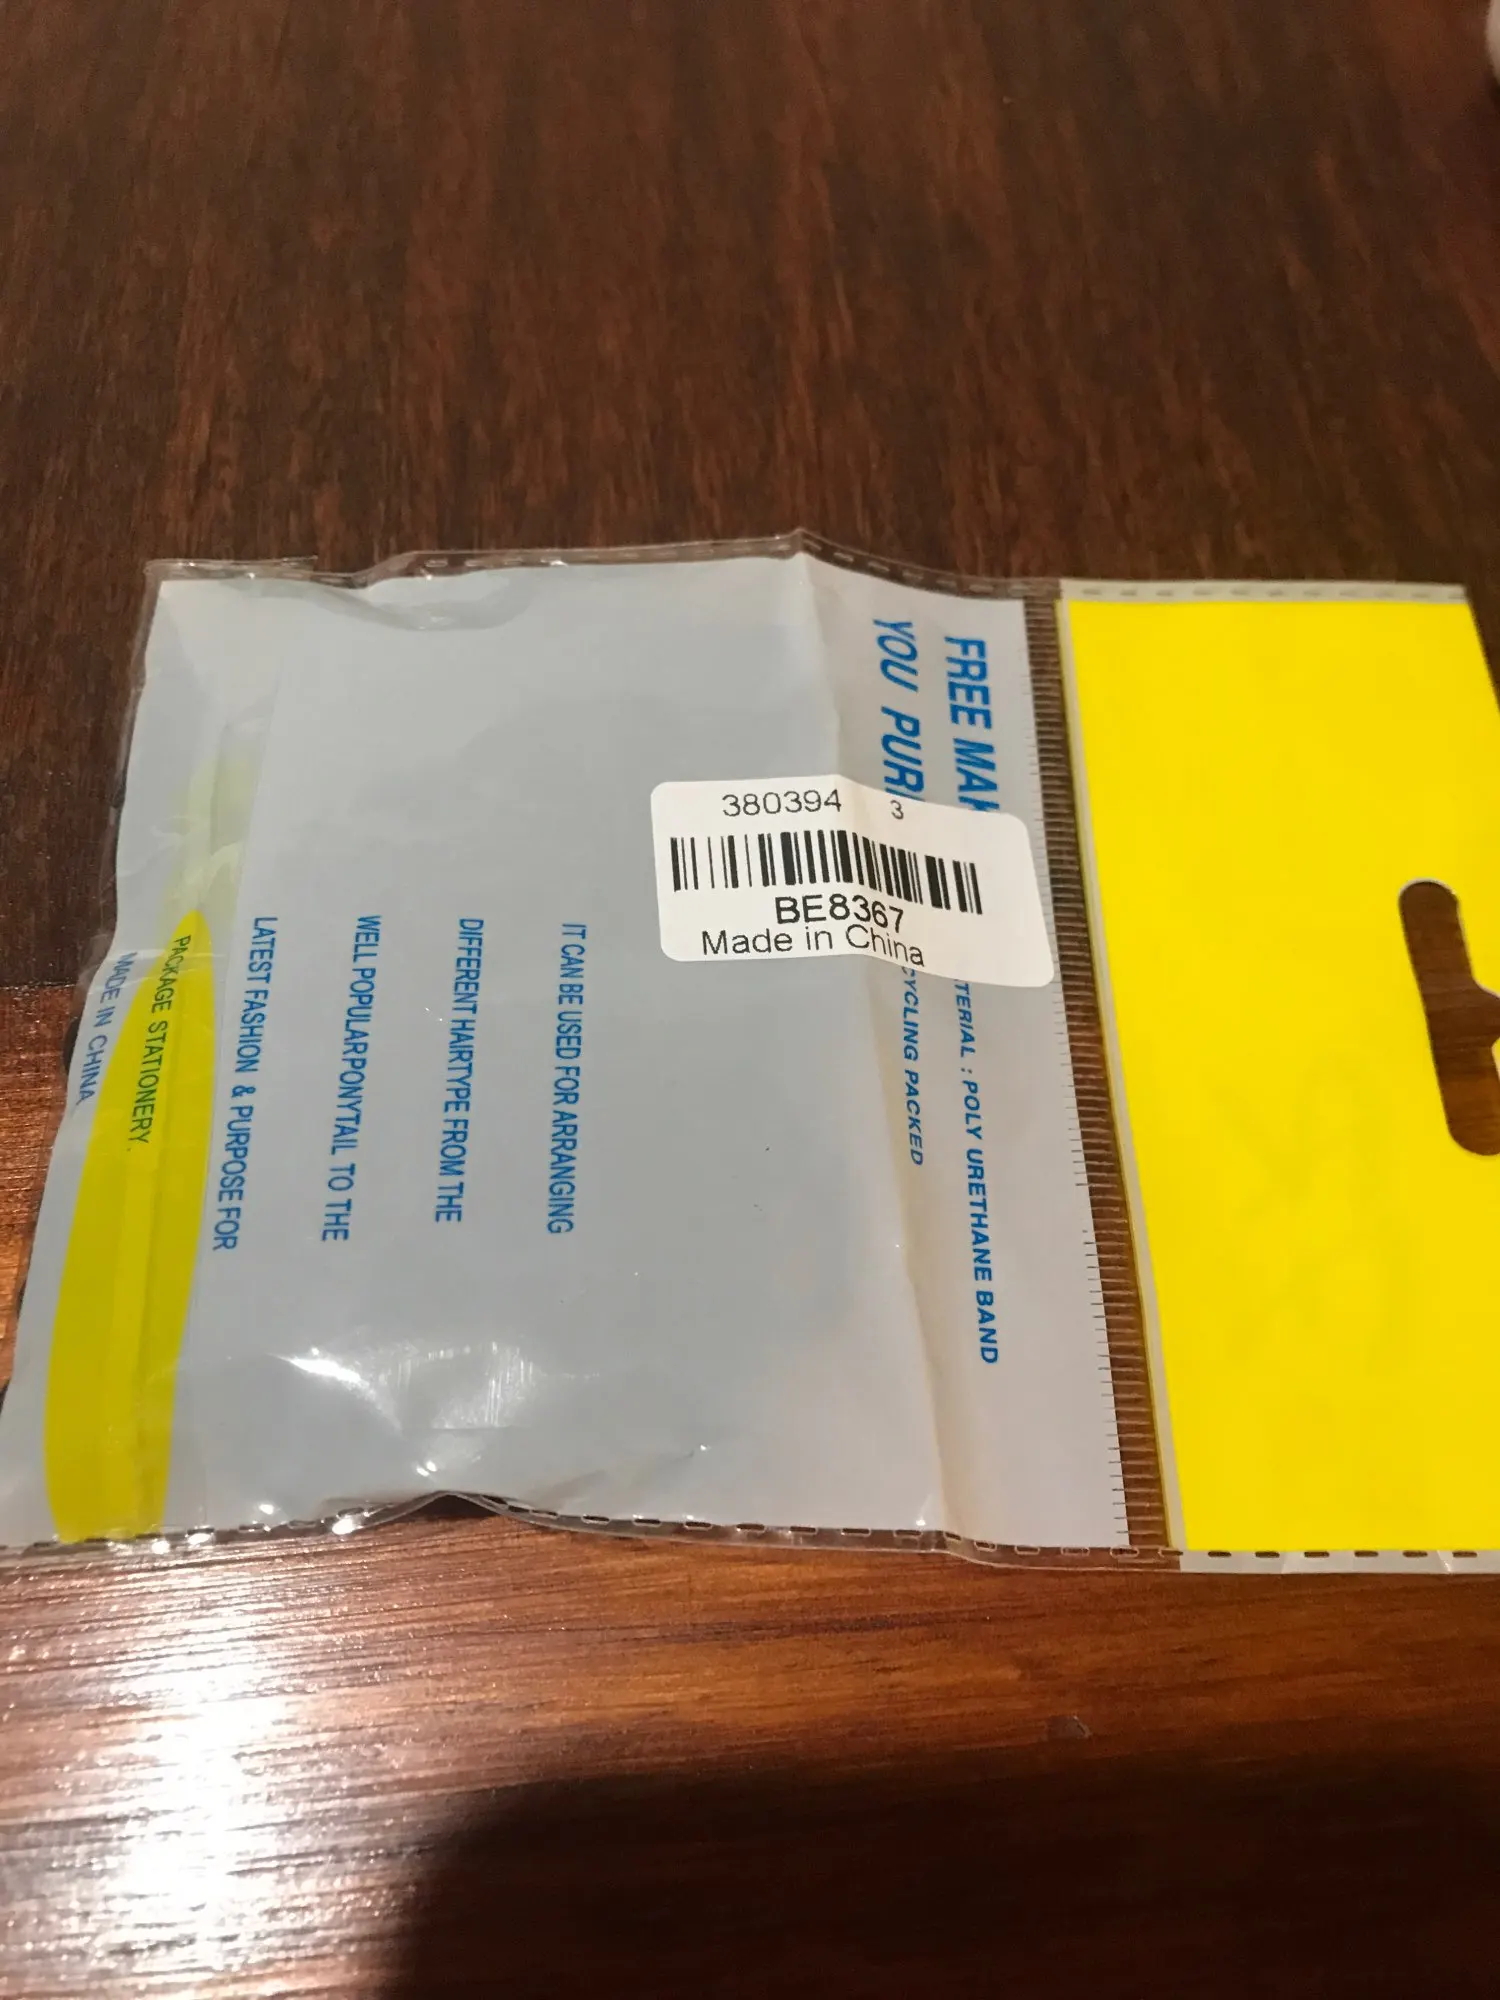 FREE MAK
YOU PUR
380394 3
BE8367
Made in China
TERIAL : POLY URETHANE BAND
CYCLING PACKED
IT CAN BE USED FOR ARRANGING
DIFFERENT HAIRTYPE FROM THE
WELL POPULARPONYTAIL TO THE
LATEST FASHION & PURPOSE FOR
PACKAGE STATIONERY.
MADE IN CHINA